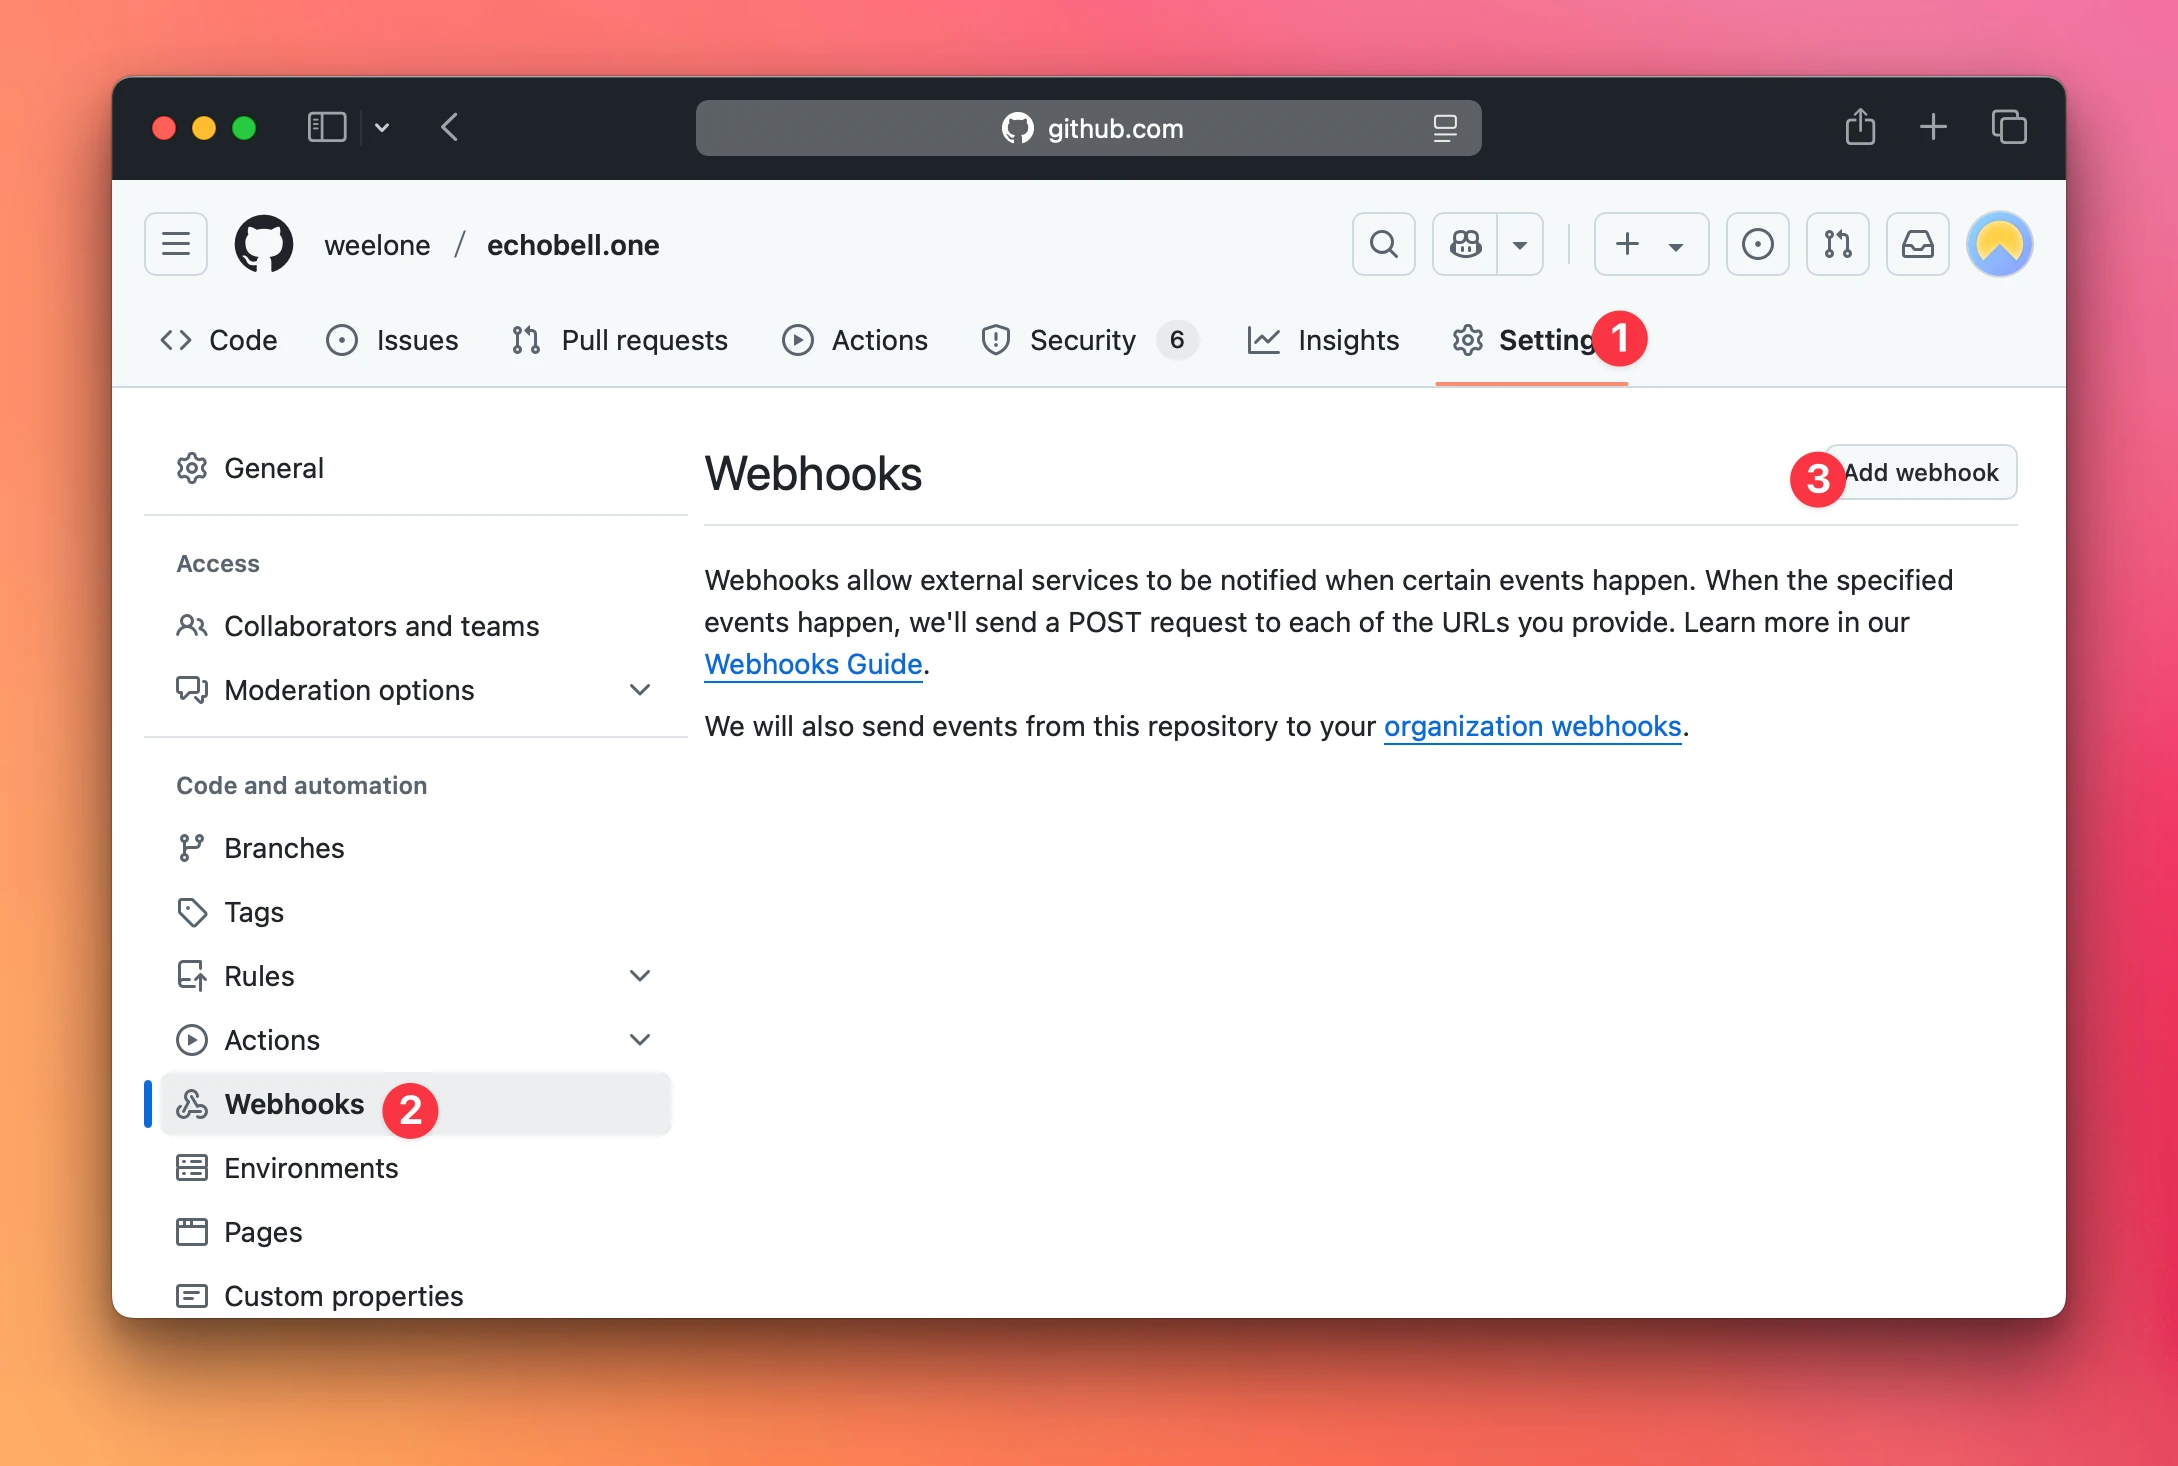 github.com
weelone / echobell.one
Code Issues Pull requests Actions Security 6 Insights Setting 1
General
Access
Collaborators and teams
Moderation options
Code and automation
Branches
Tags
Rules
Actions
Webhooks 2
Environments
Pages
Custom properties
Webhooks
3 Add webhook
Webhooks allow external services to be notified when certain events happen. When the specified
events happen, we'll send a POST request to each of the URLs you provide. Learn more in our
Webhooks Guide.
We will also send events from this repository to your organization webhooks.